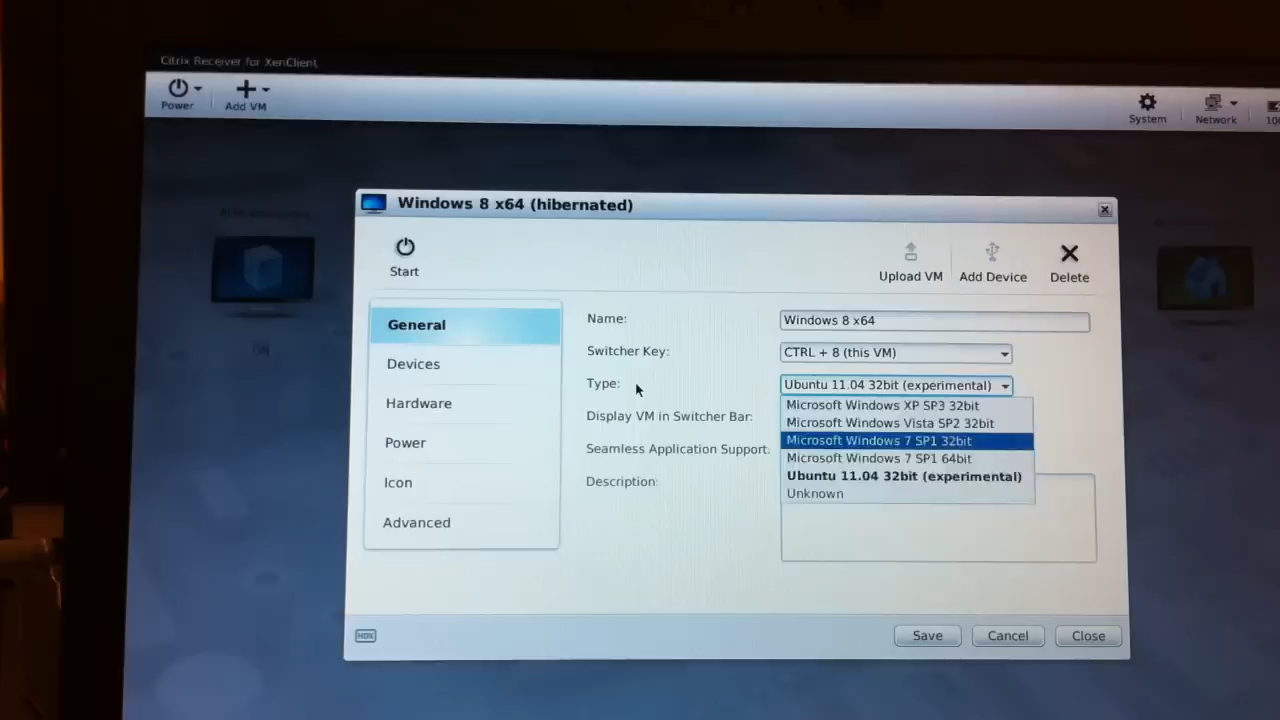 Citrix Receiver for XenClient
Power
Add VM
System
Network
Windows 8 x64 (hibernated)
Start
Upload VM
Add Device
Delete
General
Devices
Hardware
Power
Icon
Advanced
Name: Windows 8 x64
Switcher Key: CTRL + 8 (this VM)
Type: Ubuntu 11.04 32bit (experimental)
Microsoft Windows XP SP3 32bit
Display VM in Switcher Bar: Microsoft Windows Vista SP2 32bit
Microsoft Windows 7 SP1 32bit
Seamless Application Support: Microsoft Windows 7 SP1 64bit
Ubuntu 11.04 32bit (experimental)
Description: Unknown
HDX
Save
Cancel
Close